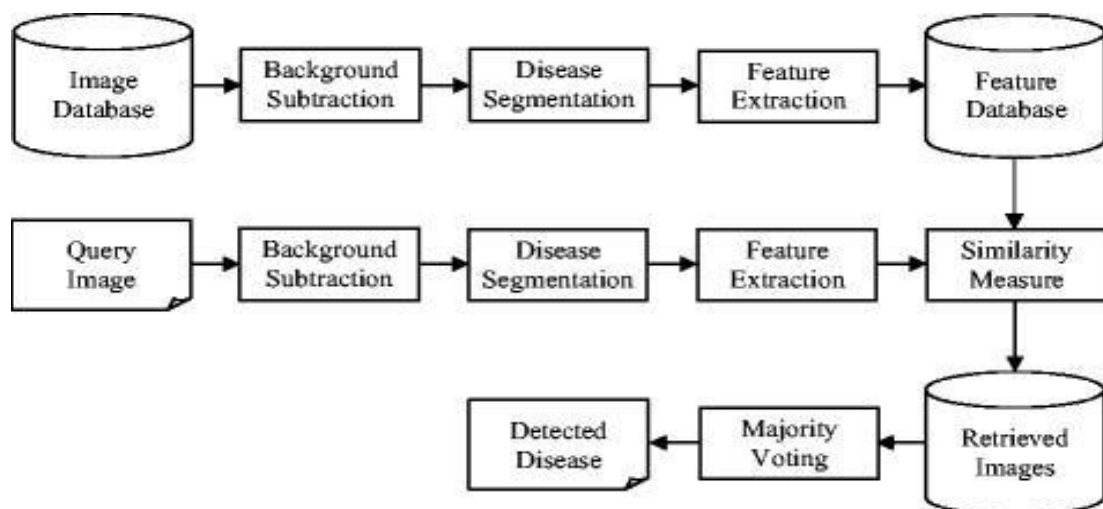 Image
Database
Background
Subtraction
Disease
Segmentation
Feature
Extraction
Feature
Database
Query
Image
Background
Subtraction
Disease
Segmentation
Feature
Extraction
Similarity
Measure
Detected
Disease
Majority
Voting
Retrieved
Images